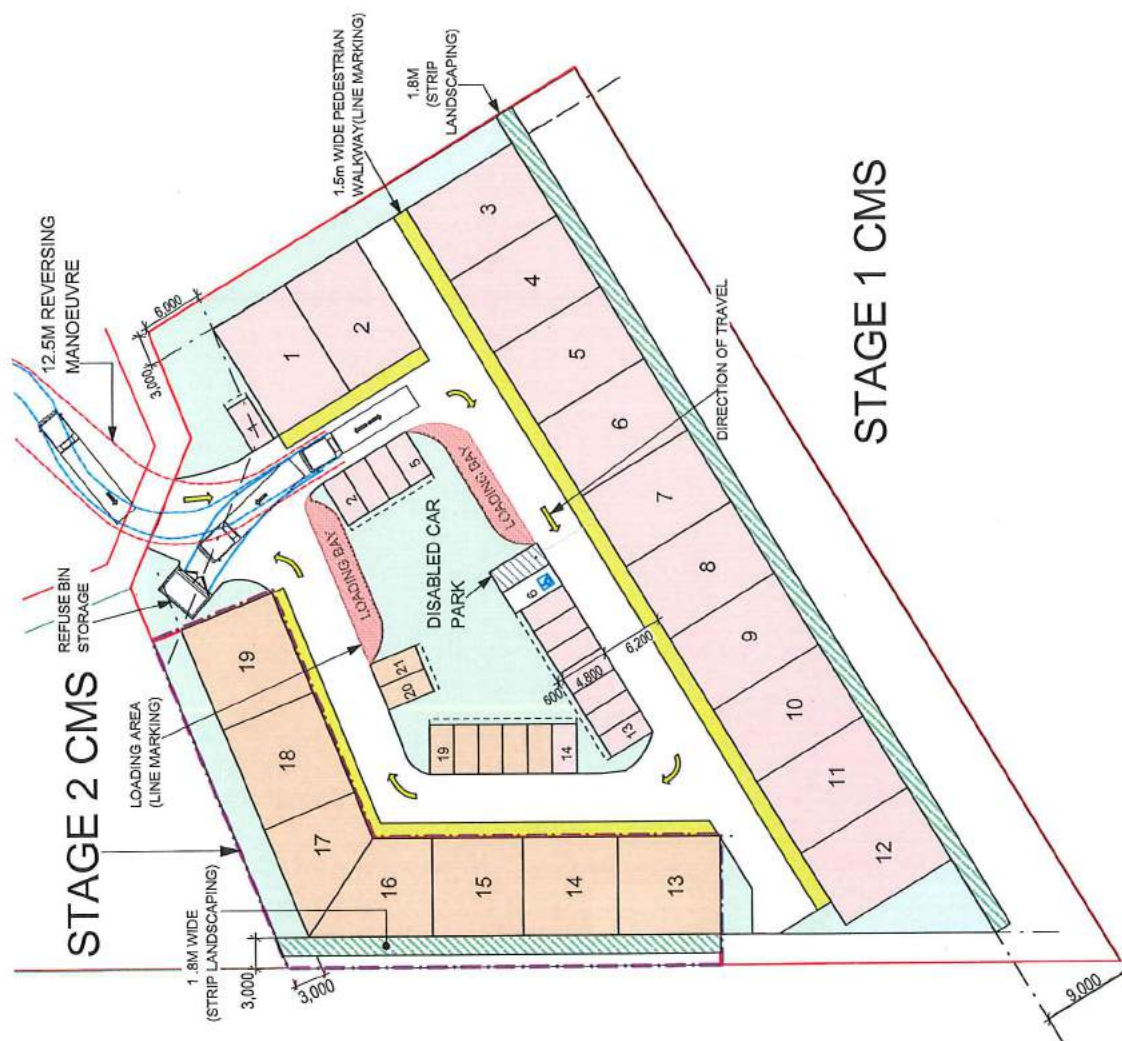 12.5M REVERSING
MANOEUVRE
6,000
3,000
1.8M
(STRIP
LANDSCAPING)
1.5m WIDE PEDESTRIAN
WALKWAY(LINE MARKING)
REFUSE BIN
STORAGE
STAGE 2 CMS
LOADING AREA
(LINE MARKING)
1.8M WIDE
(STRIP LANDSCAPING)
3,000
3,000
1
2
3
4
5
6
7
8
9
10
11
12
13
14
15
16
17
18
19
1
2
5
LOADING BAY
LOADING BAY
DISABLED CAR
PARK
6
20
21
19
14
13
600
4,800
6,200
DIRECTION OF TRAVEL
STAGE 1 CMS
9,000